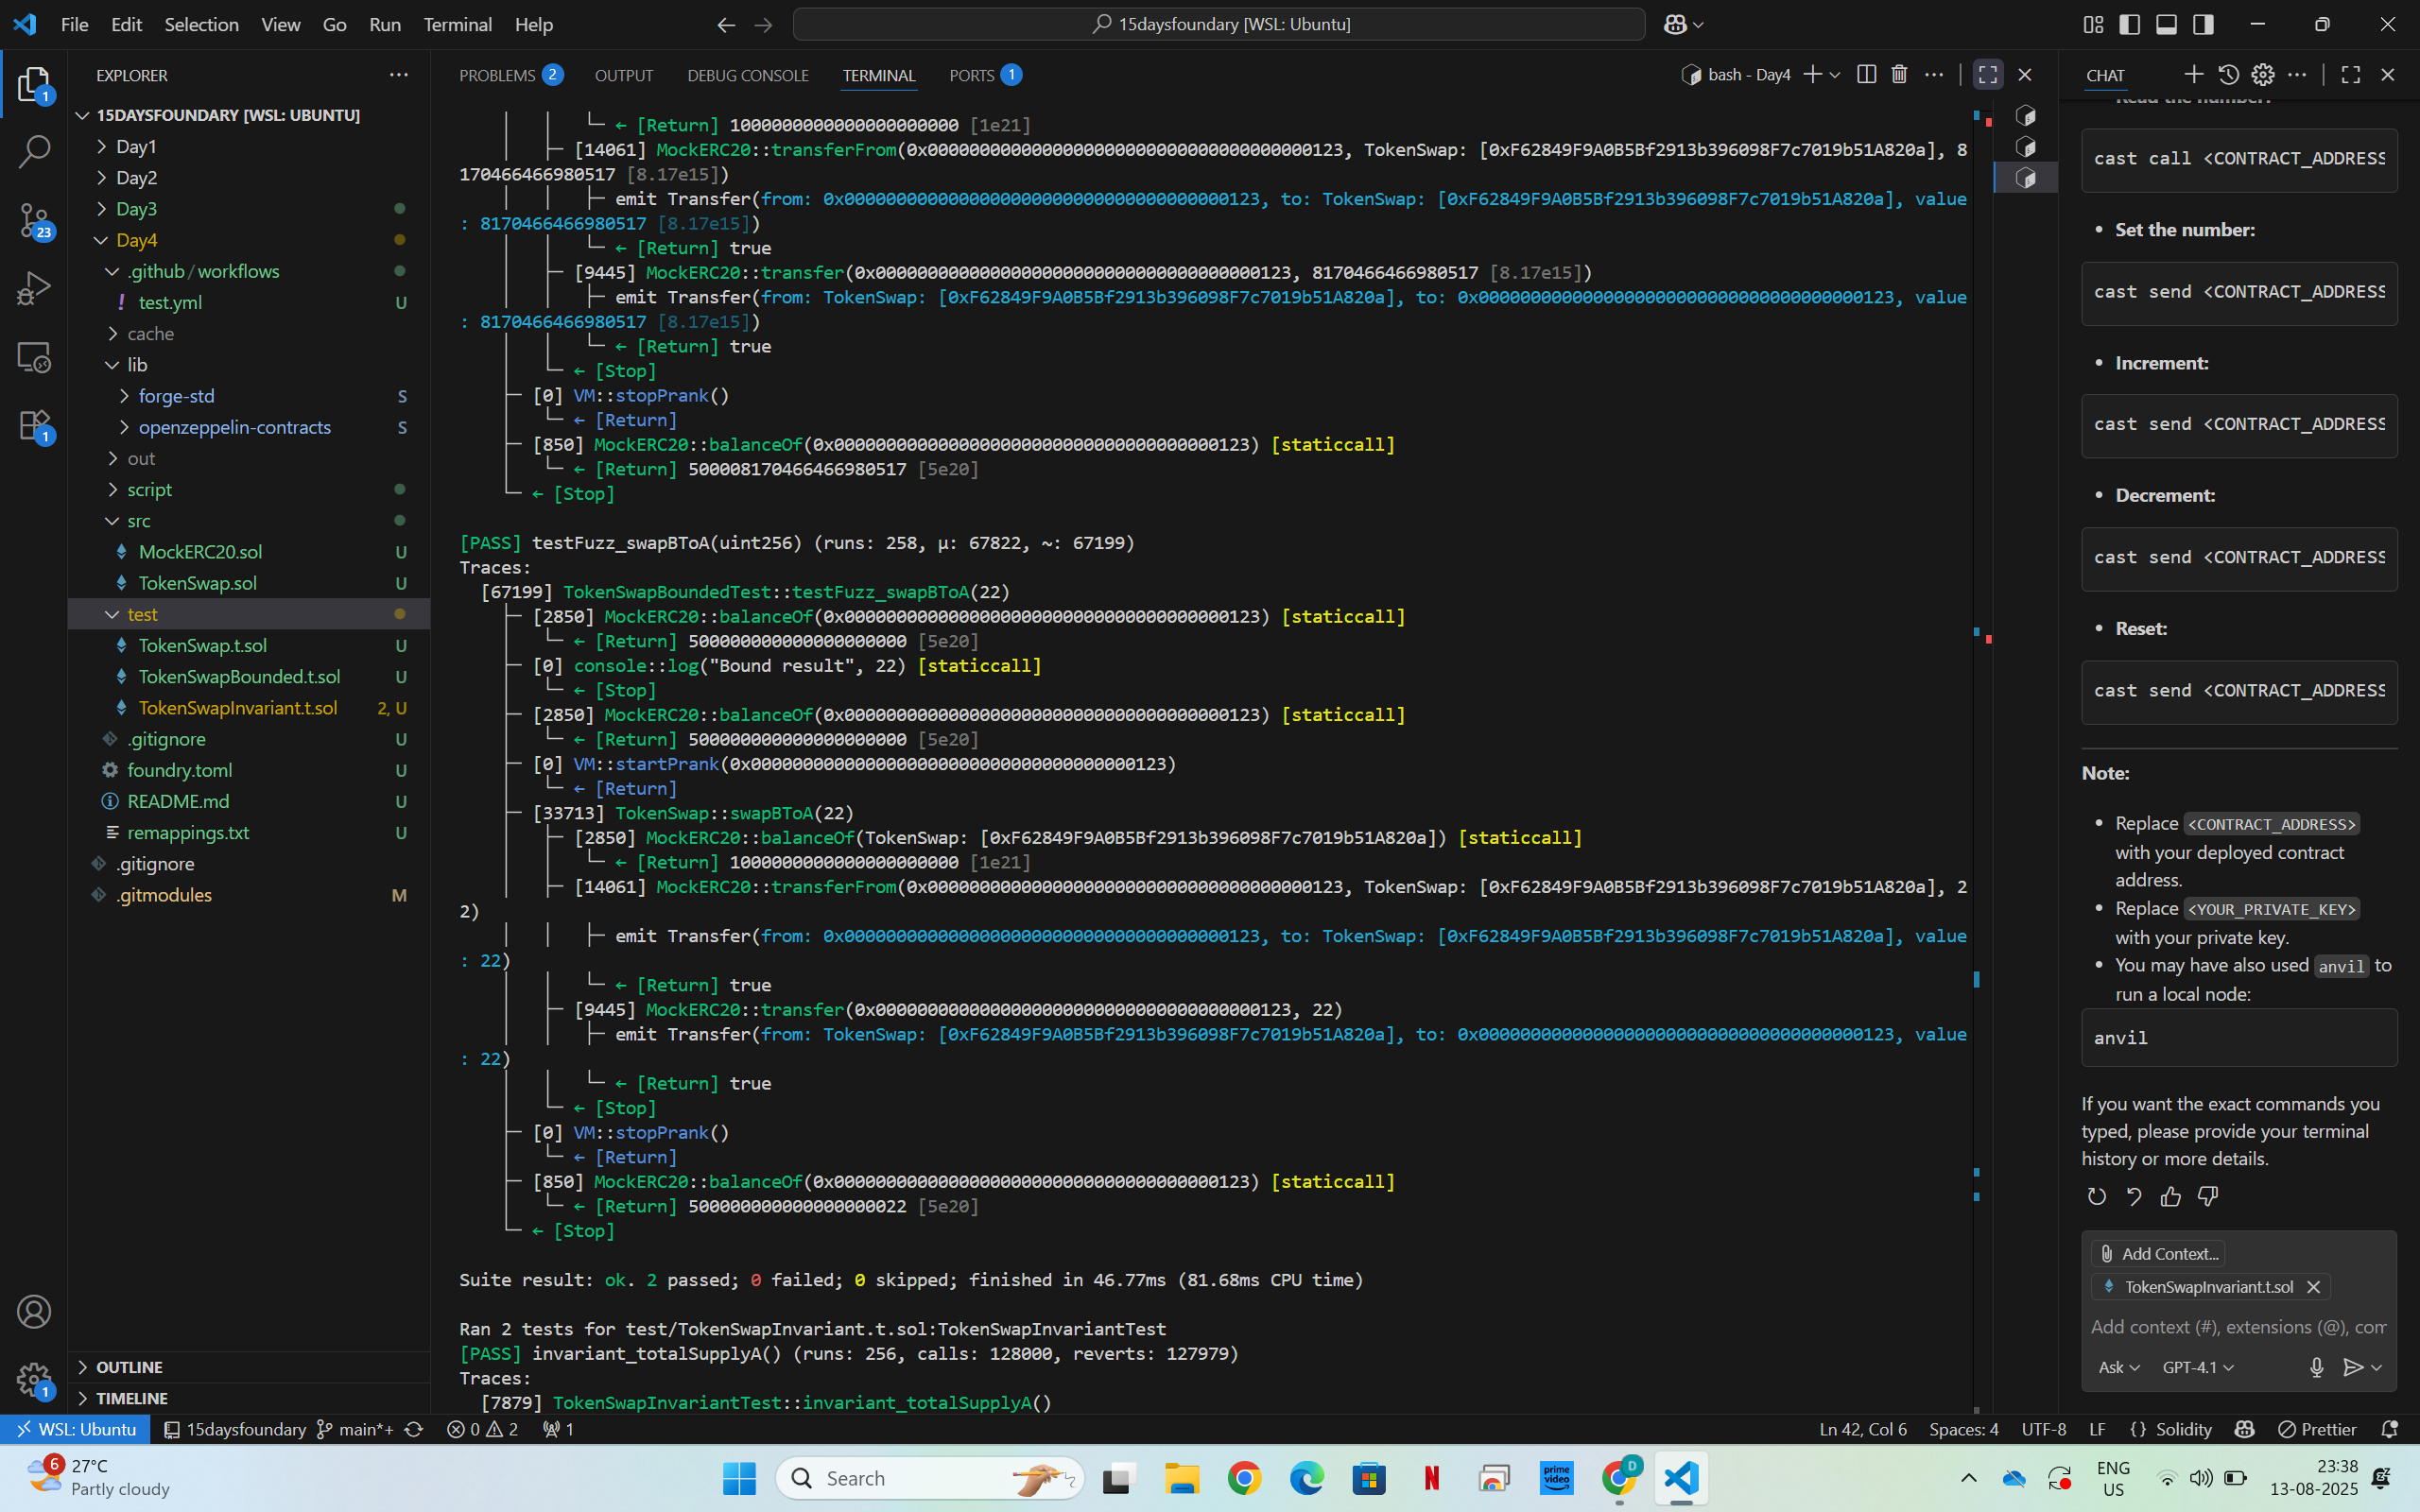 File Edit Selection View Go Run Terminal Help
15daysfoundary [WSL: Ubuntu]
EXPLORER
15DAYSFOUNDARY [WSL: UBUNTU]
Day1
Day2
Day3
Day4
.github / workflows
! test.yml U
cache
lib
forge-std S
openzeppelin-contracts S
out
script
src
MockERC20.sol U
TokenSwap.sol U
test
TokenSwap.t.sol U
TokenSwapBounded.t.sol U
TokenSwapInvariant.t.sol 2, U
.gitignore U
foundry.toml U
README.md U
remappings.txt U
.gitignore
.gitmodules M
OUTLINE
TIMELINE
1
23
1
1
PROBLEMS 2 OUTPUT DEBUG CONSOLE TERMINAL PORTS 1
bash - Day4
← [Return] 1000000000000000000000 [1e21]
[14061] MockERC20::transferFrom(0x0000000000000000000000000000000000000123, TokenSwap: [0xF62849F9A0B5Bf2913b396098F7c7019b51A820a], 8
170466466980517 [8.17e15])
emit Transfer(from: 0x0000000000000000000000000000000000000123, to: TokenSwap: [0xF62849F9A0B5Bf2913b396098F7c7019b51A820a], value
: 8170466466980517 [8.17e15])
← [Return] true
[9445] MockERC20::transfer(0x0000000000000000000000000000000000000123, 8170466466980517 [8.17e15])
emit Transfer(from: TokenSwap: [0xF62849F9A0B5Bf2913b396098F7c7019b51A820a], to: 0x0000000000000000000000000000000000000123, value
: 8170466466980517 [8.17e15])
← [Return] true
← [Stop]
[0] VM::stopPrank()
← [Return]
[850] MockERC20::balanceOf(0x0000000000000000000000000000000000000123) [staticcall]
← [Return] 500008170466466980517 [5e20]
← [Stop]
[PASS] testFuzz_swapBToA(uint256) (runs: 258, μ: 67822, ~: 67199)
Traces:
[67199] TokenSwapBoundedTest::testFuzz_swapBToA(22)
[2850] MockERC20::balanceOf(0x0000000000000000000000000000000000000123) [staticcall]
← [Return] 500000000000000000000 [5e20]
[0] console::log("Bound result", 22) [staticcall]
← [Stop]
[2850] MockERC20::balanceOf(0x0000000000000000000000000000000000000123) [staticcall]
← [Return] 500000000000000000000 [5e20]
[0] VM::startPrank(0x0000000000000000000000000000000000000123)
← [Return]
[33713] TokenSwap::swapBToA(22)
[2850] MockERC20::balanceOf(TokenSwap: [0xF62849F9A0B5Bf2913b396098F7c7019b51A820a]) [staticcall]
← [Return] 1000000000000000000000 [1e21]
[14061] MockERC20::transferFrom(0x0000000000000000000000000000000000000123, TokenSwap: [0xF62849F9A0B5Bf2913b396098F7c7019b51A820a], 2
2)
emit Transfer(from: 0x0000000000000000000000000000000000000123, to: TokenSwap: [0xF62849F9A0B5Bf2913b396098F7c7019b51A820a], value
: 22)
← [Return] true
[9445] MockERC20::transfer(0x0000000000000000000000000000000000000123, 22)
emit Transfer(from: TokenSwap: [0xF62849F9A0B5Bf2913b396098F7c7019b51A820a], to: 0x0000000000000000000000000000000000000123, value
: 22)
← [Return] true
← [Stop]
[0] VM::stopPrank()
← [Return]
[850] MockERC20::balanceOf(0x0000000000000000000000000000000000000123) [staticcall]
← [Return] 500000000000000000022 [5e20]
← [Stop]
Suite result: ok. 2 passed; 0 failed; 0 skipped; finished in 46.77ms (81.68ms CPU time)
Ran 2 tests for test/TokenSwapInvariant.t.sol:TokenSwapInvariantTest
[PASS] invariant_totalSupplyA() (runs: 256, calls: 128000, reverts: 127979)
Traces:
[7879] TokenSwapInvariantTest::invariant_totalSupplyA()
CHAT
Read the number:
cast call <CONTRACT_ADDRESS
• Set the number:
cast send <CONTRACT_ADDRESS
• Increment:
cast send <CONTRACT_ADDRESS
• Decrement:
cast send <CONTRACT_ADDRESS
• Reset:
cast send <CONTRACT_ADDRESS
Note:
• Replace <CONTRACT_ADDRESS>
with your deployed contract
address.
• Replace <YOUR_PRIVATE_KEY>
with your private key.
• You may have also used anvil to
run a local node:
anvil
If you want the exact commands you
typed, please provide your terminal
history or more details.
Add Context...
TokenSwapInvariant.t.sol
Add context (#), extensions (@), com
Ask GPT-4.1
WSL: Ubuntu 15daysfoundary main*+ 0 2 1
Ln 42, Col 6 Spaces: 4 UTF-8 LF {} Solidity Prettier
6 27°C
Partly cloudy
Search
prime video
N
D
ENG
US
23:38
13-08-2025